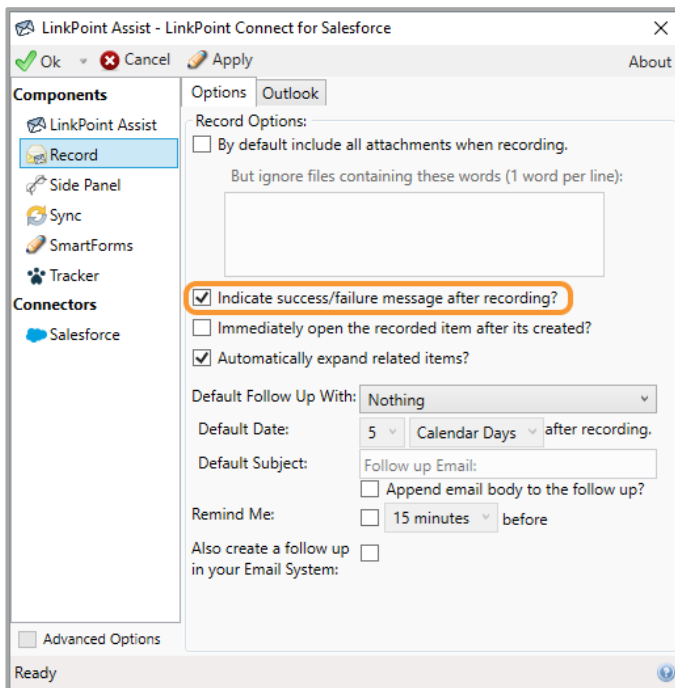 LinkPoint Assist - LinkPoint Connect for Salesforce
Ok Cancel Apply About
Components
LinkPoint Assist
Record
Side Panel
Sync
SmartForms
Tracker
Connectors
Salesforce
Advanced Options
Options Outlook
Record Options:
By default include all attachments when recording.
But ignore files containing these words (1 word per line):
Indicate success/failure message after recording?
Immediately open the recorded item after its created?
Automatically expand related items?
Default Follow Up With: Nothing
Default Date: 5 Calendar Days after recording.
Default Subject: Follow up Email:
Append email body to the follow up?
Remind Me: 15 minutes before
Also create a follow up
in your Email System:
Ready